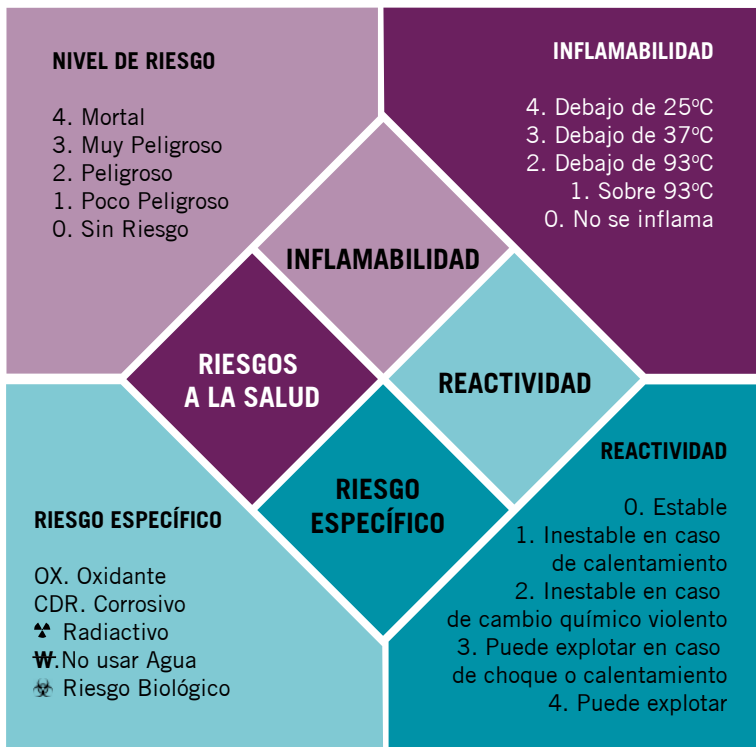 NIVEL DE RIESGO
4. Mortal
3. Muy Peligroso
2. Peligroso
1. Poco Peligroso
0. Sin Riesgo
INFLAMABILIDAD
4. Debajo de 25ºC
3. Debajo de 37ºC
2. Debajo de 93ºC
1. Sobre 93ºC
0. No se inflama
INFLAMABILIDAD
RIESGOS
A LA SALUD
REACTIVIDAD
RIESGO
ESPECÍFICO
RIESGO ESPECÍFICO
OX. Oxidante
CDR. Corrosivo
☢ Radiactivo
W.No usar Agua
☣ Riesgo Biológico
REACTIVIDAD
0. Estable
1. Inestable en caso
de calentamiento
2. Inestable en caso
de cambio químico violento
3. Puede explotar en caso
de choque o calentamiento
4. Puede explotar